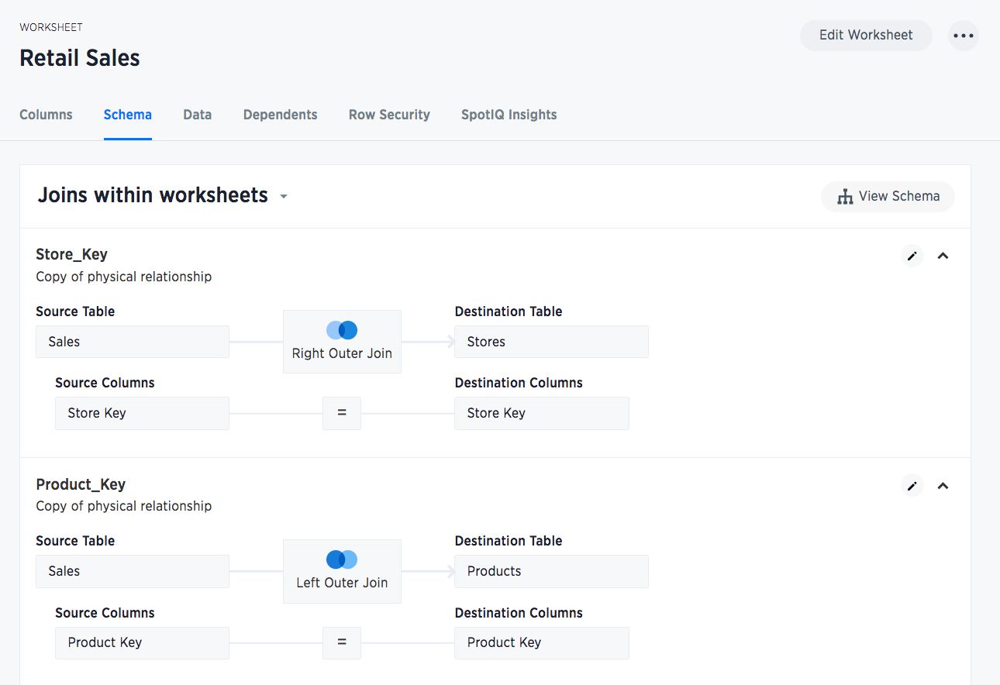 WORKSHEET
Edit Worksheet
Retail Sales
Columns Schema Data Dependents Row Security SpotIQ Insights
Joins within worksheets
View Schema
Store_Key
Copy of physical relationship
Source Table Destination Table
Sales Right Outer Join Stores
Source Columns Destination Columns
Store Key = Store Key
Product_Key
Copy of physical relationship
Source Table Destination Table
Sales Left Outer Join Products
Source Columns Destination Columns
Product Key = Product Key